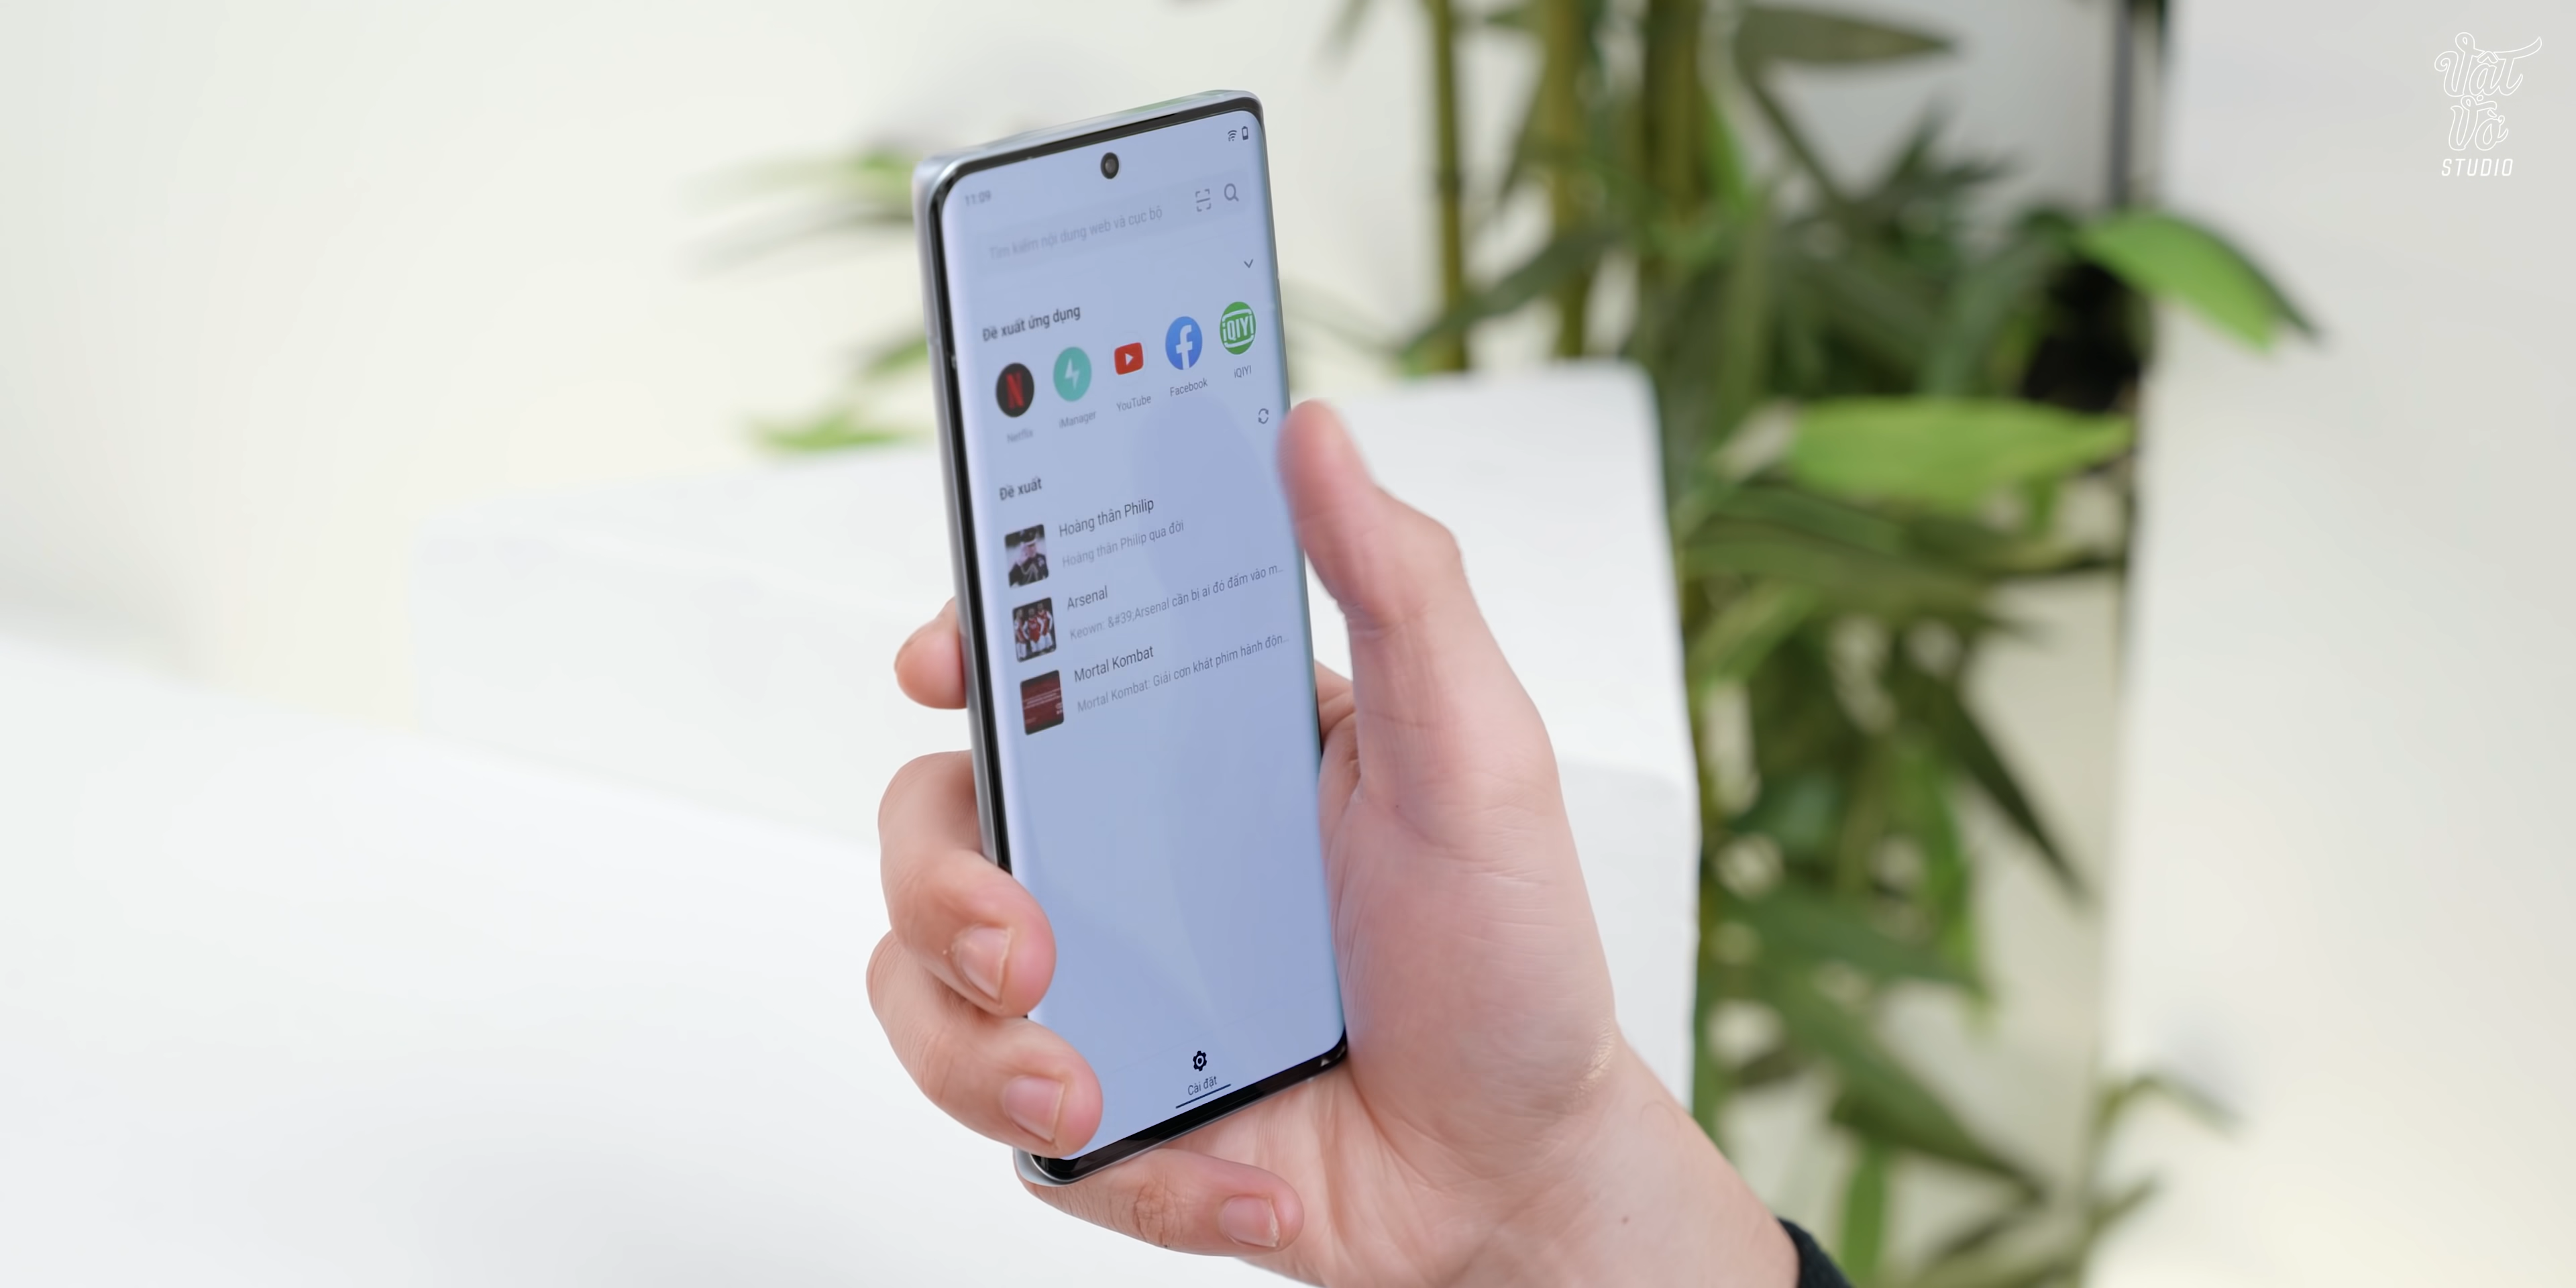 11:09
Tìm kiếm nội dung web và cục bộ
Đề xuất ứng dụng
Netflix
iManager
YouTube
Facebook
iQIYI
iQIYI
Đề xuất
Hoàng thân Philip
Hoàng thân Philip qua đời
Arsenal
Keown: &#39;Arsenal cần bị ai đó đấm vào m...
Mortal Kombat
Mortal Kombat: Giải cơn khát phim hành độn...
Cài đặt
Vật
Vờ
STUDIO